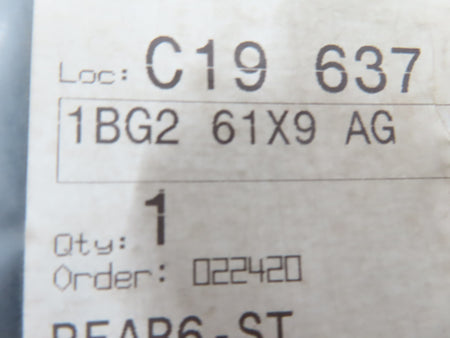 Loc: C19 637
1BG2 61X9 AG
Qty: 1
Order: 022420